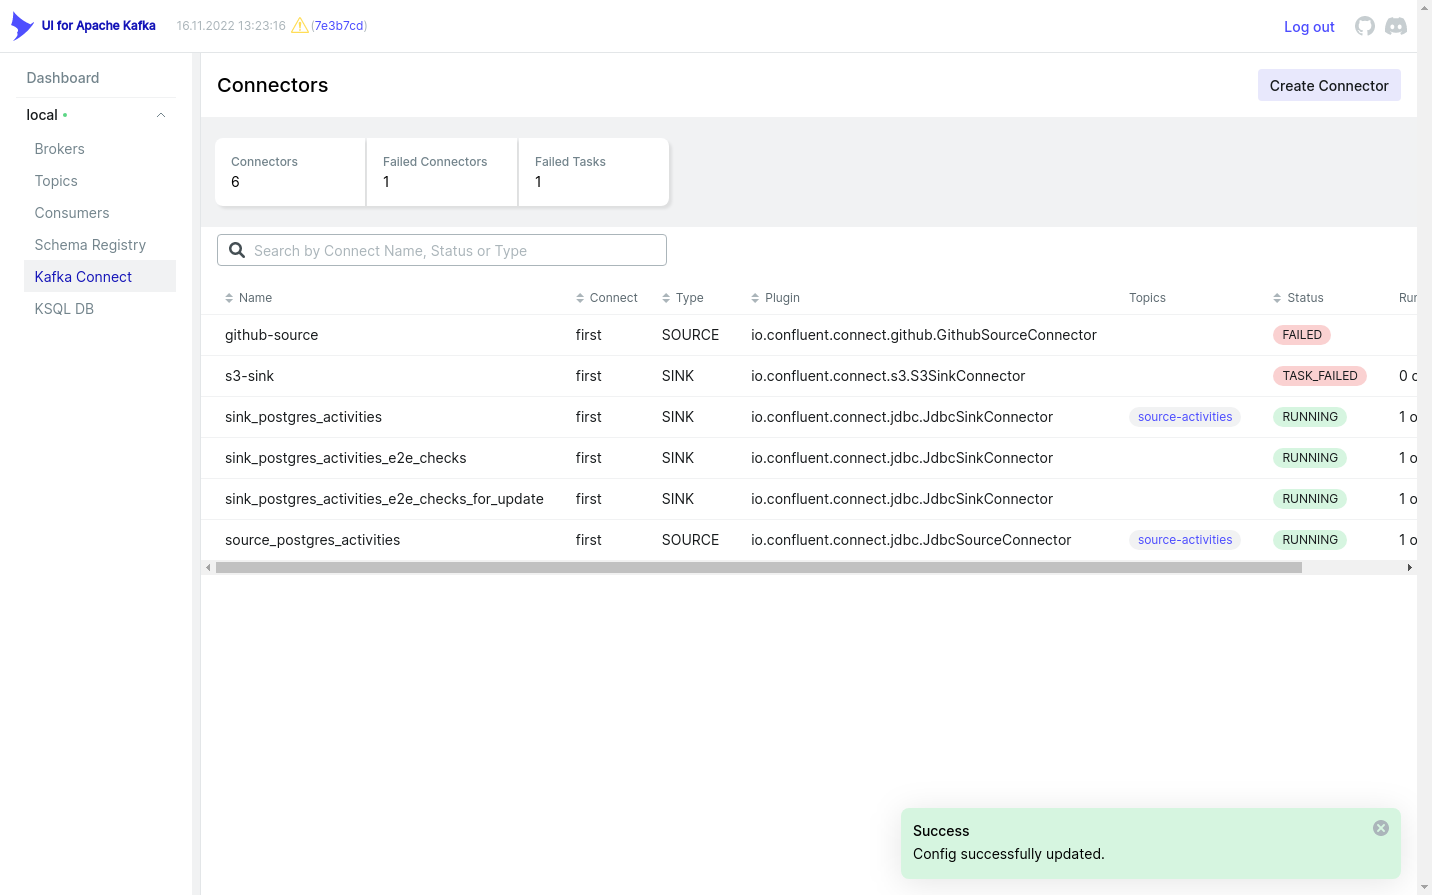 UI for Apache Kafka 16.11.2022 13:23:16 (7e3b7cd) Log out
Dashboard
local
Brokers
Topics
Consumers
Schema Registry
Kafka Connect
KSQL DB
Connectors Create Connector
Connectors Failed Connectors Failed Tasks
6 1 1
Search by Connect Name, Status or Type
Name Connect Type Plugin Topics Status Rur
github-source first SOURCE io.confluent.connect.github.GithubSourceConnector FAILED
s3-sink first SINK io.confluent.connect.s3.S3SinkConnector TASK_FAILED 0 o
sink_postgres_activities first SINK io.confluent.connect.jdbc.JdbcSinkConnector source-activities RUNNING 1 o
sink_postgres_activities_e2e_checks first SINK io.confluent.connect.jdbc.JdbcSinkConnector RUNNING 1 o
sink_postgres_activities_e2e_checks_for_update first SINK io.confluent.connect.jdbc.JdbcSinkConnector RUNNING 1 o
source_postgres_activities first SOURCE io.confluent.connect.jdbc.JdbcSourceConnector source-activities RUNNING 1 o
Success
Config successfully updated.